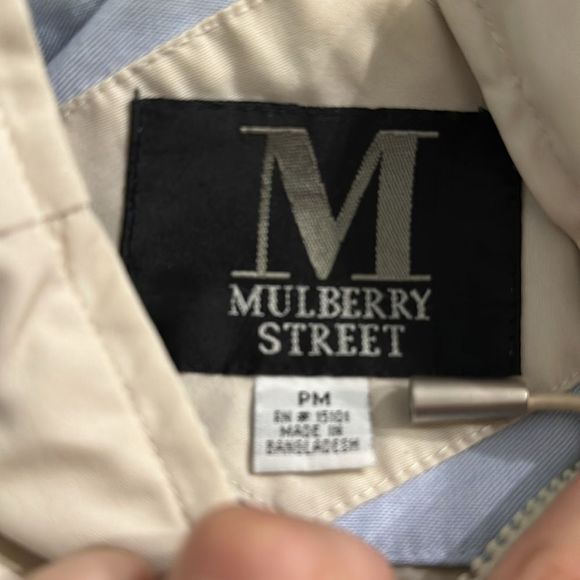 M
MULBERRY
STREET
PM
RN # 15101
MADE IN
BANGLADESH